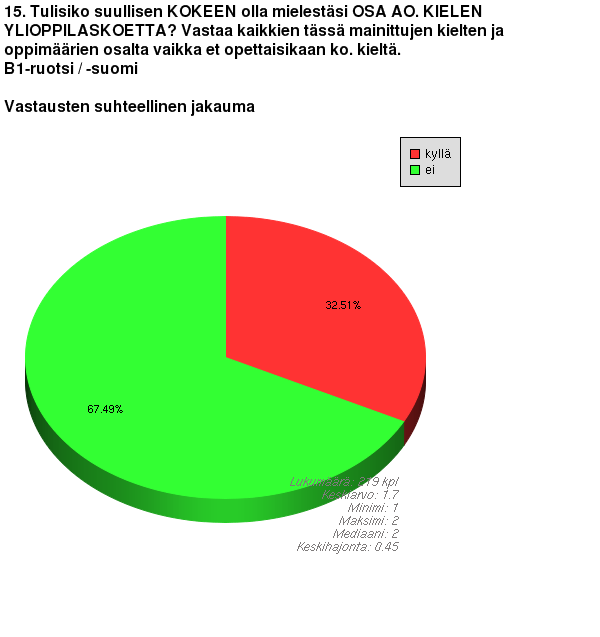 15. Tulisiko suullisen KOKEEN olla mielestäsi OSA AO. KIELEN
YLIOPPILASKOETTA? Vastaa kaikkien tässä mainittujen kielten ja
oppimäärien osalta vaikka et opettaisikaan ko. kieltä.
B1-ruotsi / -suomi
Vastausten suhteellinen jakauma
kyllä
ei
32.51%
67.49%
Lukumäärä: 719 kpl
Keskiarvo: 1.7
Minimi: 1
Maksimi: 2
Mediaani: 2
Keskihajonta: 0.45